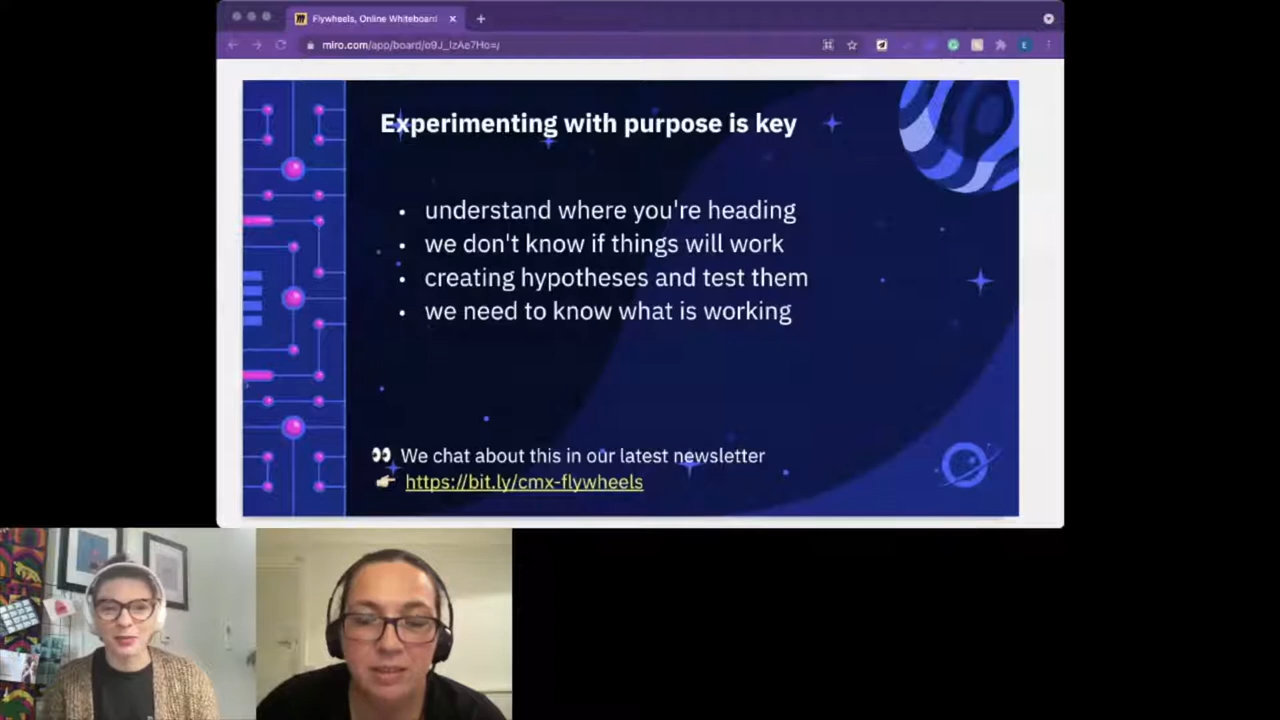 Flywheels, Online Whiteboard
miro.com/app/board/o9J_lzAe7Ho=/
E
Experimenting with purpose is key
• understand where you're heading
• we don't know if things will work
• creating hypotheses and test them
• we need to know what is working
👀 We chat about this in our latest newsletter
👉 https://bit.ly/cmx-flywheels